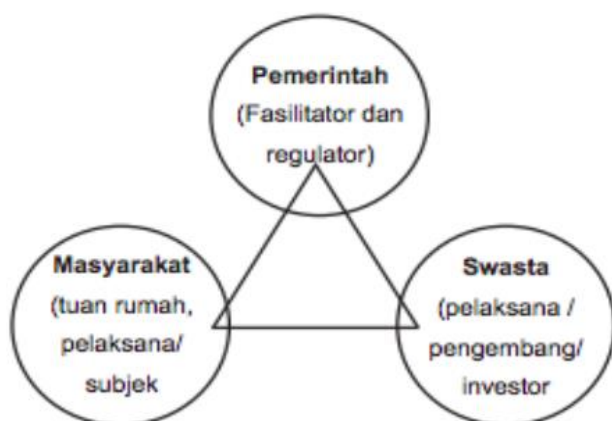 Pemerintah
(Fasilitator dan
regulator)
Masyarakat
(tuan rumah,
pelaksana/
subjek
Swasta
(pelaksana /
pengembang/
investor